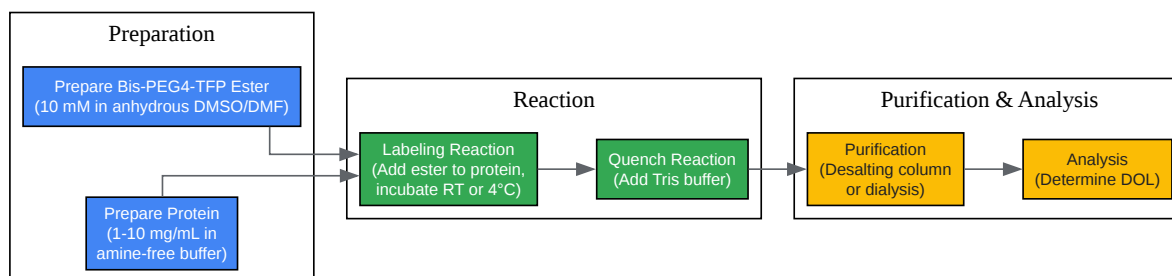 Preparation
Prepare Bis-PEG4-TFP Ester
(10 mM in anhydrous DMSO/DMF)
Prepare Protein
(1-10 mg/mL in
amine-free buffer)
Reaction
Labeling Reaction
(Add ester to protein,
incubate RT or 4°C)
Quench Reaction
(Add Tris buffer)
Purification & Analysis
Purification
(Desalting column
or dialysis)
Analysis
(Determine DOL)